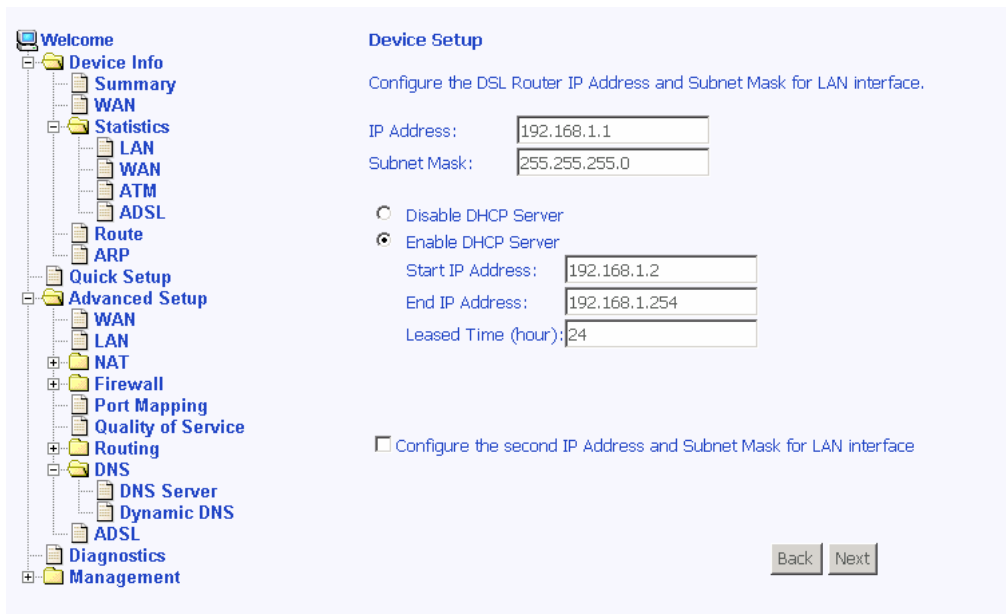 Welcome
Device Info
Summary
WAN
Statistics
LAN
WAN
ATM
ADSL
Route
ARP
Quick Setup
Advanced Setup
WAN
LAN
NAT
Firewall
Port Mapping
Quality of Service
Routing
DNS
DNS Server
Dynamic DNS
ADSL
Diagnostics
Management
Device Setup
Configure the DSL Router IP Address and Subnet Mask for LAN interface.
IP Address: 192.168.1.1
Subnet Mask: 255.255.255.0
Disable DHCP Server
Enable DHCP Server
Start IP Address: 192.168.1.2
End IP Address: 192.168.1.254
Leased Time (hour): 24
Configure the second IP Address and Subnet Mask for LAN interface
Back Next